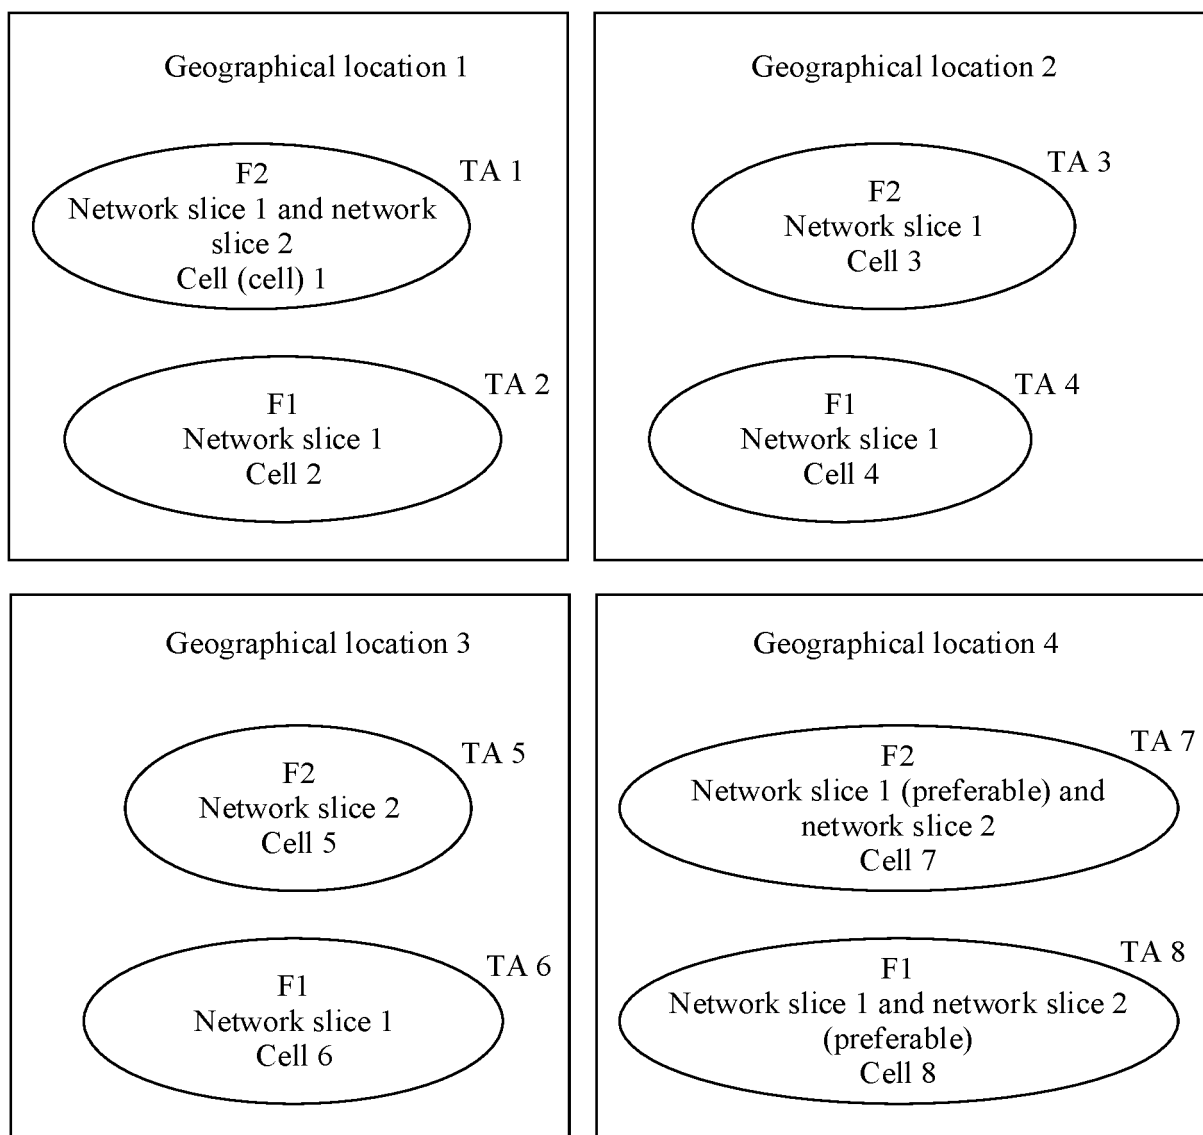 Geographical location 1
F2
TA 1
Network slice 1 and network
slice 2
Cell (cell) 1
TA 2
F1
Network slice 1
Cell 2
Geographical location 2
TA 3
F2
Network slice 1
Cell 3
TA 4
F1
Network slice 1
Cell 4
Geographical location 3
TA 5
F2
Network slice 2
Cell 5
TA 6
F1
Network slice 1
Cell 6
Geographical location 4
TA 7
F2
Network slice 1 (preferable) and
network slice 2
Cell 7
TA 8
F1
Network slice 1 and network slice 2
(preferable)
Cell 8